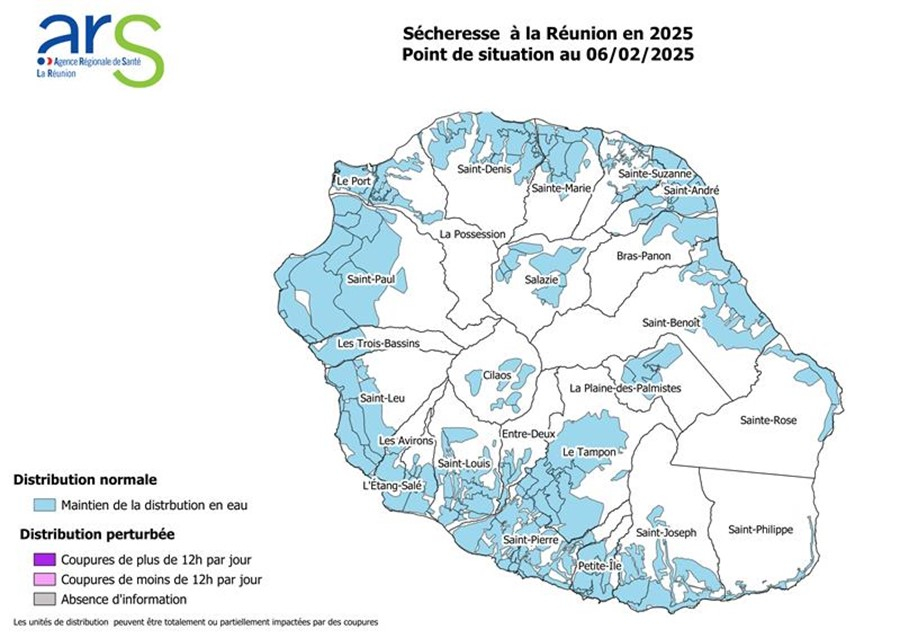 ars
Agence Régionale de Santé
La Réunion
Sécheresse à la Réunion en 2025
Point de situation au 06/02/2025
Saint-Denis
Sainte-Marie
Sainte-Suzanne
Saint-André
Le Port
La Possession
Bras-Panon
Saint-Paul
Salazie
Saint-Benoît
Les Trois-Bassins
Cilaos
La Plaine-des-Palmistes
Saint-Leu
Sainte-Rose
Les Avirons
Entre-Deux
Le Tampon
Saint-Louis
L'Étang-Salé
Saint-Pierre
Saint-Joseph
Saint-Philippe
Petite-Île
Distribution normale
Maintien de la distrbution en eau
Distribution perturbée
Coupures de plus de 12h par jour
Coupures de moins de 12h par jour
Absence d'information
Les unités de distribution peuvent être totalement ou partiellement impactées par des coupures